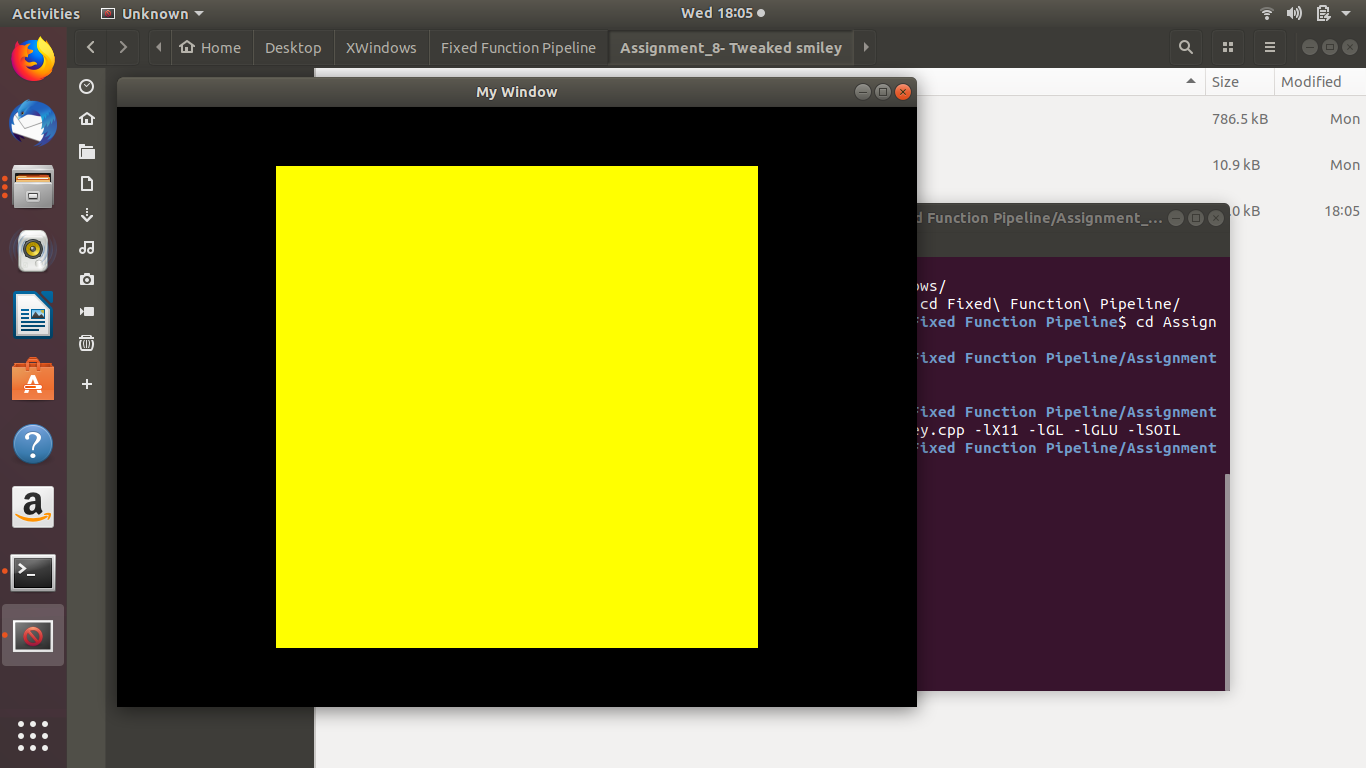 Activities Unknown Wed 18:05
Home Desktop XWindows Fixed Function Pipeline Assignment_8- Tweaked smiley
Size Modified
My Window
786.5 kB Mon
10.9 kB Mon
.0 kB 18:05
Function Pipeline/Assignment_...
ows/
cd Fixed\ Function\ Pipeline/
Fixed Function Pipeline$ cd Assign
Fixed Function Pipeline/Assignment
Fixed Function Pipeline/Assignment
ey.cpp -lX11 -lGL -lGLU -lSOIL
Fixed Function Pipeline/Assignment